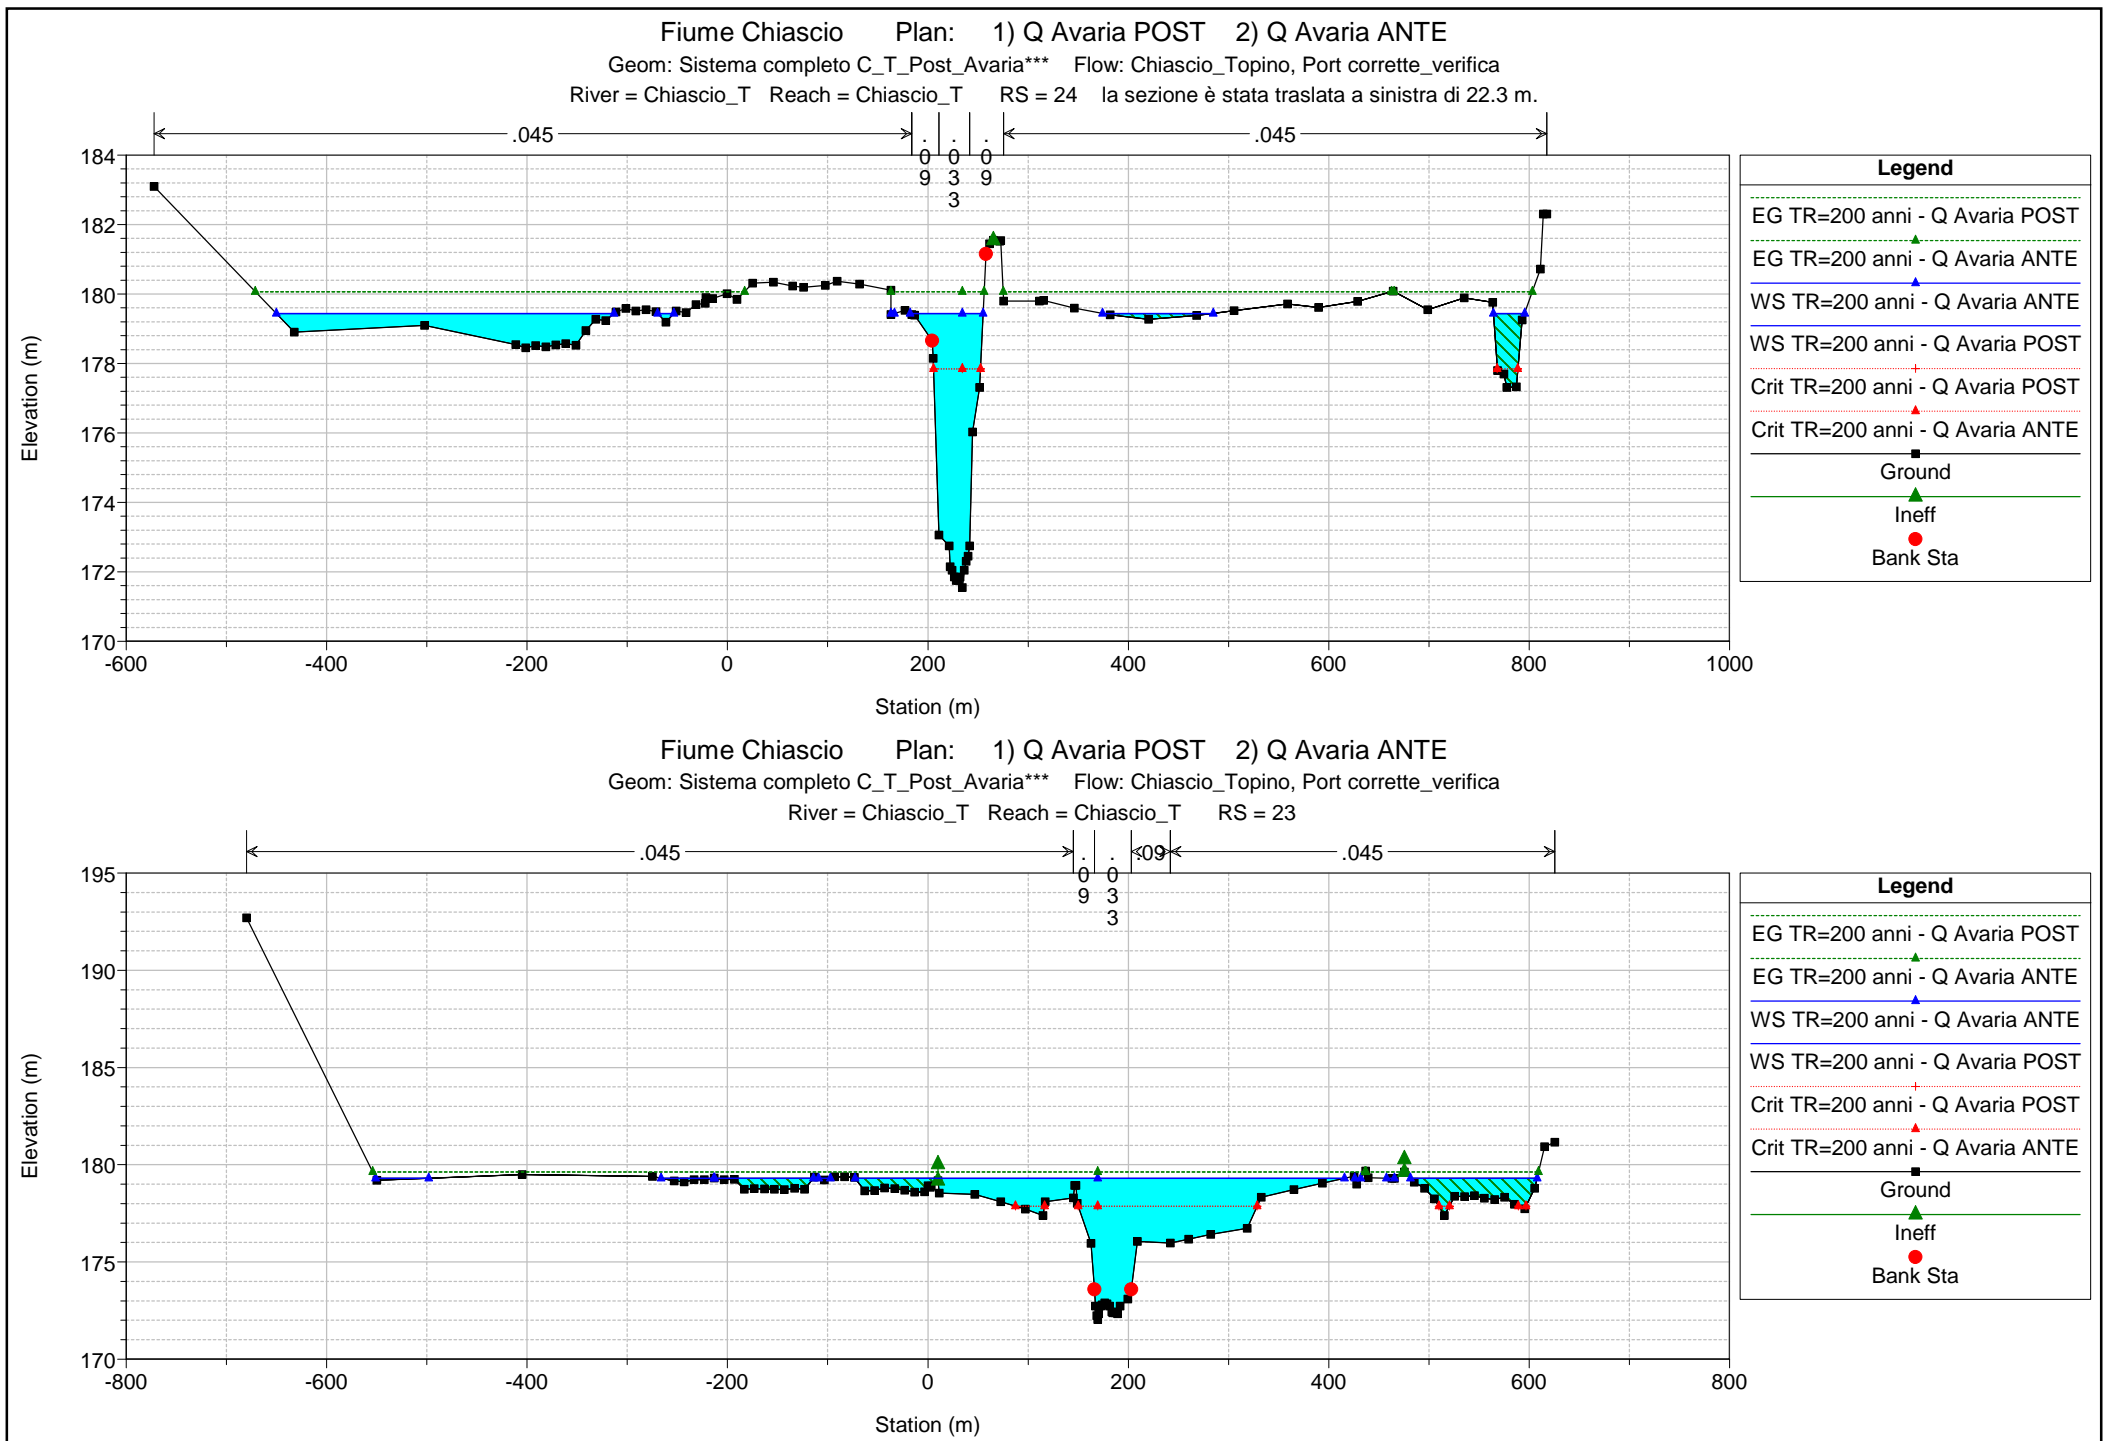 Fiume Chiascio Plan: 1) Q Avaria POST 2) Q Avaria ANTE
Geom: Sistema completo C_T_Post_Avaria*** Flow: Chiascio_Topino, Port corrette_verifica
River = Chiascio_T Reach = Chiascio_T RS = 24 la sezione è stata traslata a sinistra di 22.3 m.
.045 .09 .033 .09 .045
184
182
180
178
176
174
172
170
Elevation (m)
-600 -400 -200 0 200 400 600 800 1000
Station (m)
Legend
EG TR=200 anni - Q Avaria POST
EG TR=200 anni - Q Avaria ANTE
WS TR=200 anni - Q Avaria ANTE
WS TR=200 anni - Q Avaria POST
Crit TR=200 anni - Q Avaria POST
Crit TR=200 anni - Q Avaria ANTE
Ground
Ineff
Bank Sta
Fiume Chiascio Plan: 1) Q Avaria POST 2) Q Avaria ANTE
Geom: Sistema completo C_T_Post_Avaria*** Flow: Chiascio_Topino, Port corrette_verifica
River = Chiascio_T Reach = Chiascio_T RS = 23
.045 .09 .033 .09 .045
195
190
185
180
175
170
Elevation (m)
-800 -600 -400 -200 0 200 400 600 800
Station (m)
Legend
EG TR=200 anni - Q Avaria POST
EG TR=200 anni - Q Avaria ANTE
WS TR=200 anni - Q Avaria ANTE
WS TR=200 anni - Q Avaria POST
Crit TR=200 anni - Q Avaria POST
Crit TR=200 anni - Q Avaria ANTE
Ground
Ineff
Bank Sta